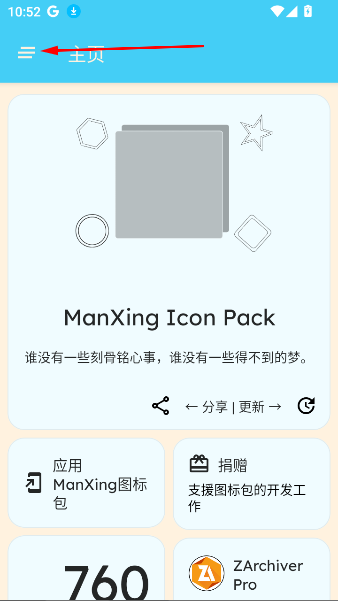 10:52
主页
ManXing Icon Pack
谁没有一些刻骨铭心事，谁没有一些得不到的梦。
← 分享 | 更新 →
应用
ManXing图标
包
捐赠
支援图标包的开发工
作
760
ZArchiver
Pro